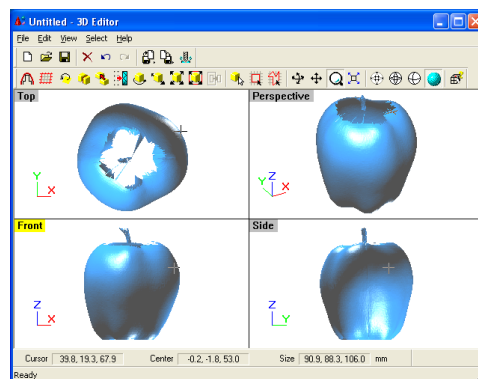 Untitled - 3D Editor
File Edit View Select Help
Top
Perspective
Y
X
Z
Y
X
Front
Side
Z
X
Z
Y
Cursor 39.8, 19.3, 67.9 Center -0.2, -1.8, 53.0 Size 90.9, 88.3, 106.0 mm
Ready